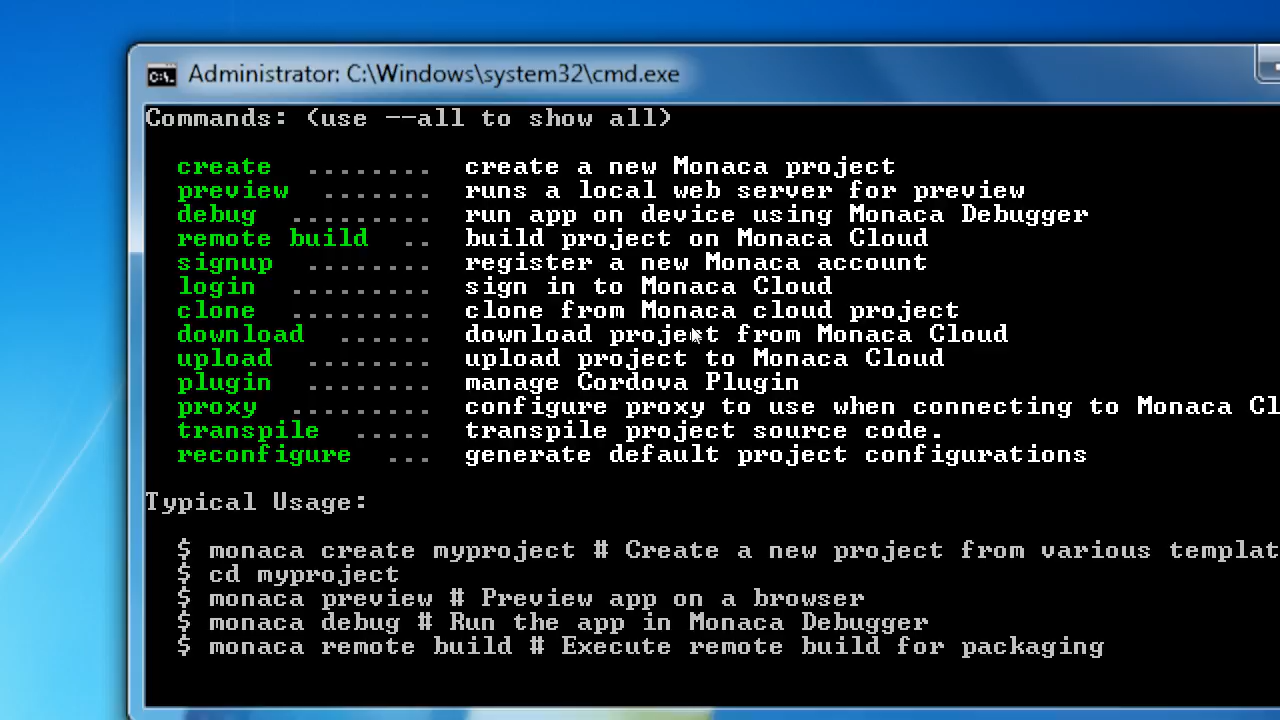 Administrator: C:\Windows\system32\cmd.exe
Commands: (use --all to show all)
create ........ create a new Monaca project
preview ....... runs a local web server for preview
debug ......... run app on device using Monaca Debugger
remote build .. build project on Monaca Cloud
signup ........ register a new Monaca account
login ......... sign in to Monaca Cloud
clone ......... clone from Monaca cloud project
download ...... download project from Monaca Cloud
upload ........ upload project to Monaca Cloud
plugin ........ manage Cordova Plugin
proxy ......... configure proxy to use when connecting to Monaca Cl
transpile ..... transpile project source code.
reconfigure ... generate default project configurations
Typical Usage:
$ monaca create myproject # Create a new project from various templat
$ cd myproject
$ monaca preview # Preview app on a browser
$ monaca debug # Run the app in Monaca Debugger
$ monaca remote build # Execute remote build for packaging